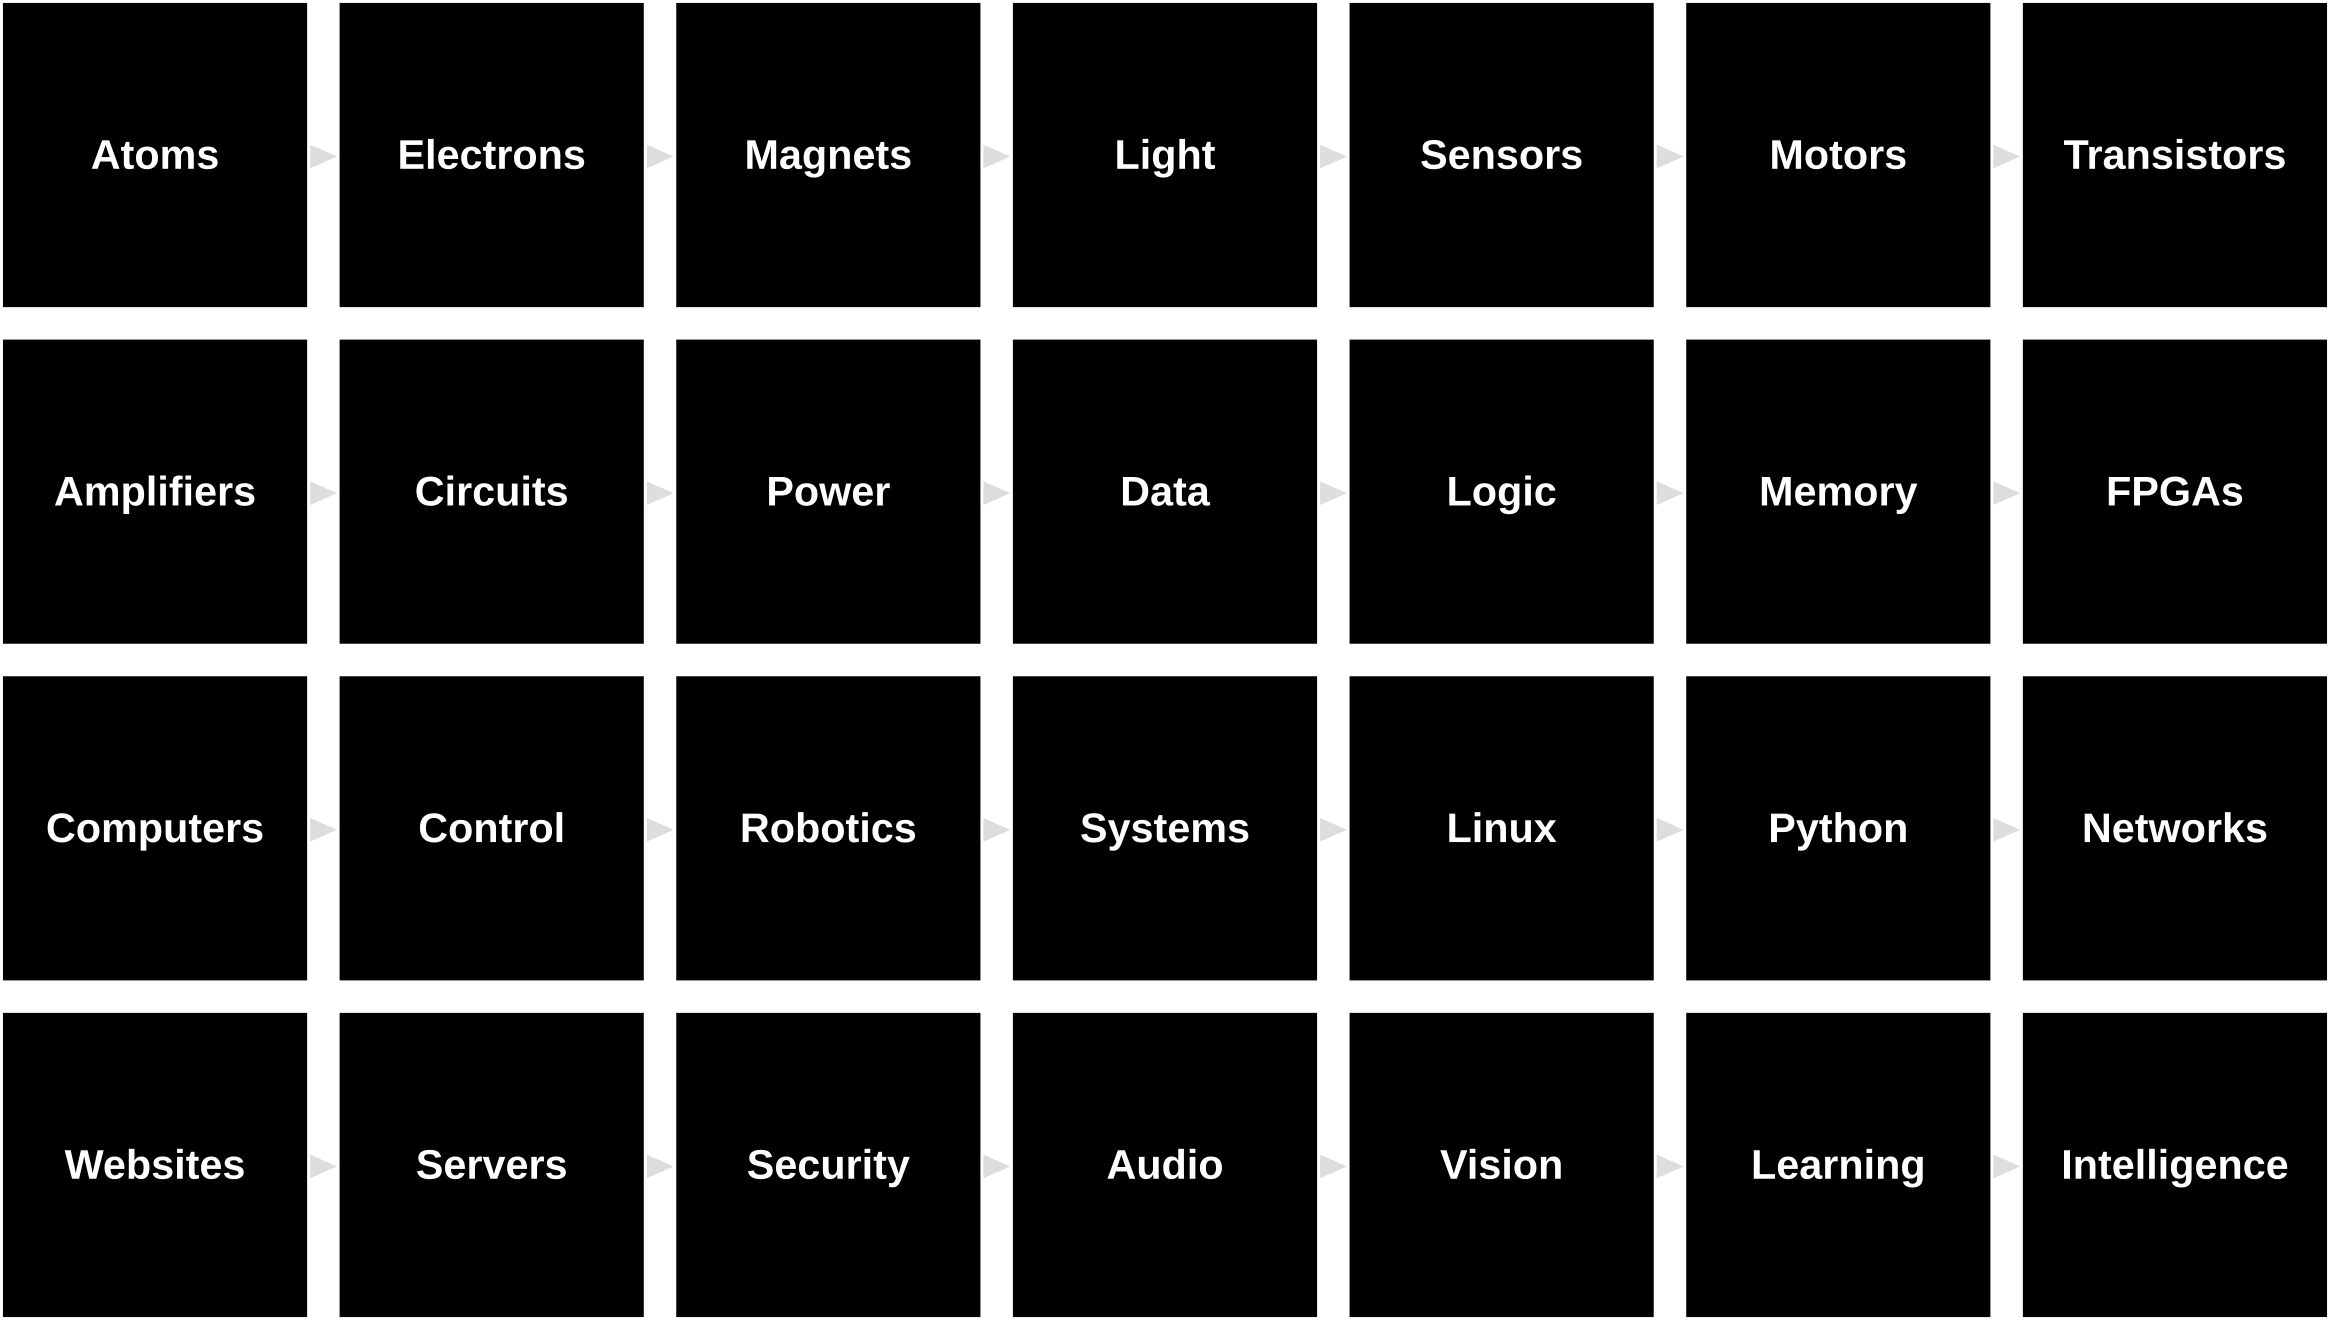 Atoms
Electrons
Magnets
Light
Sensors
Motors
Transistors
Amplifiers
Circuits
Power
Data
Logic
Memory
FPGAs
Computers
Control
Robotics
Systems
Linux
Python
Networks
Websites
Servers
Security
Audio
Vision
Learning
Intelligence